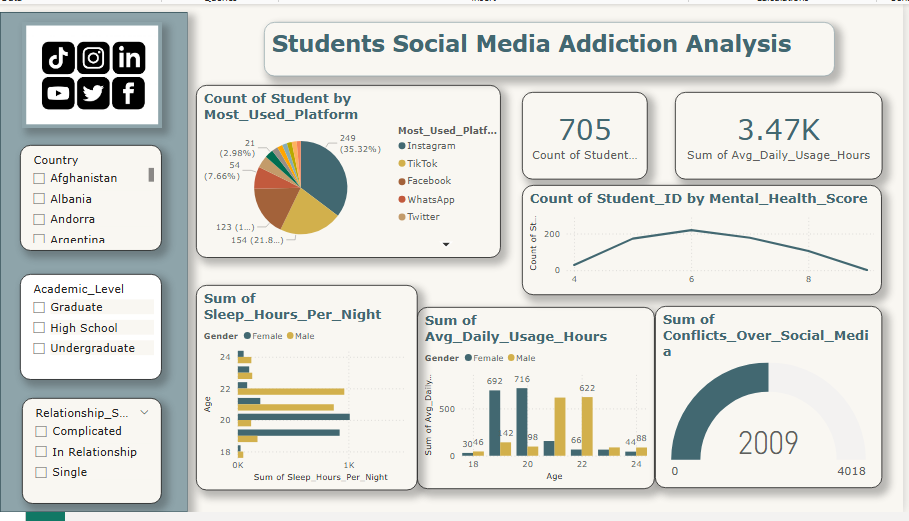 Students Social Media Addiction Analysis
in
Country
Afghanistan
Albania
Andorra
Argentina
Academic_Level
Graduate
High School
Undergraduate
Relationship_S...
Complicated
In Relationship
Single
Count of Student by
Most_Used_Platform
249
(35.32%)
21
(2.98%)
54
(7.66%)
123 (1...)
154 (21.8...)
Most_Used_Platf...
Instagram
TikTok
Facebook
WhatsApp
Twitter
705
Count of Student...
3.47K
Sum of Avg_Daily_Usage_Hours
Count of Student_ID by Mental_Health_Score
Count of St...
200
0
4
6
8
Sum of
Sleep_Hours_Per_Night
Gender Female Male
Age
24
22
20
18
0K
1K
Sum of Sleep_Hours_Per_Night
Sum of
Avg_Daily_Usage_Hours
Gender Female Male
Sum of Avg_Daily...
500
0
30 46
692
142
716
98
66
622
44 88
18
20
22
24
Age
Sum of
Conflicts_Over_Social_Medi
a
2009
0
4018